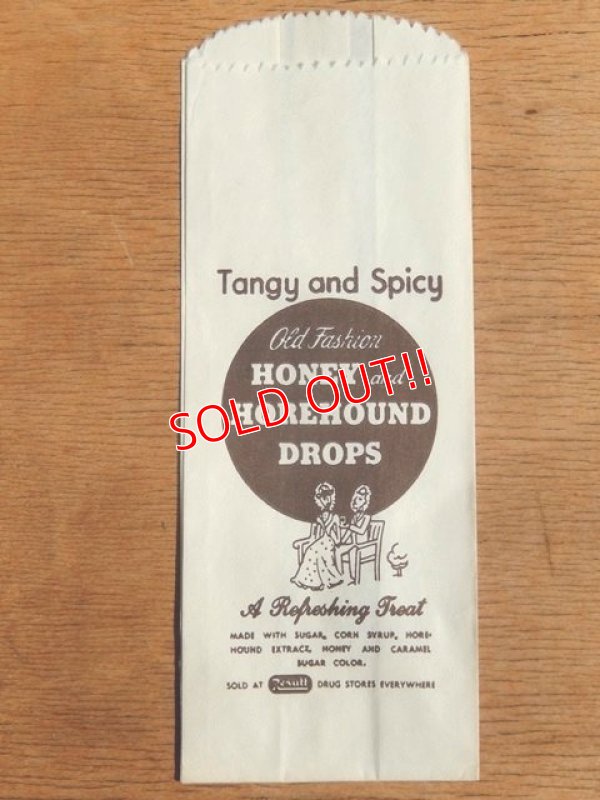 Tangy and Spicy
Old Fashion
HONEY and
HOREHOUND
DROPS
SOLD OUT!!
A Refreshing Treat
MADE WITH SUGAR, CORN SYRUP, HORE-
HOUND EXTRACT, HONEY AND CARAMEL
SUGAR COLOR.
SOLD AT Rexall DRUG STORES EVERYWHERE